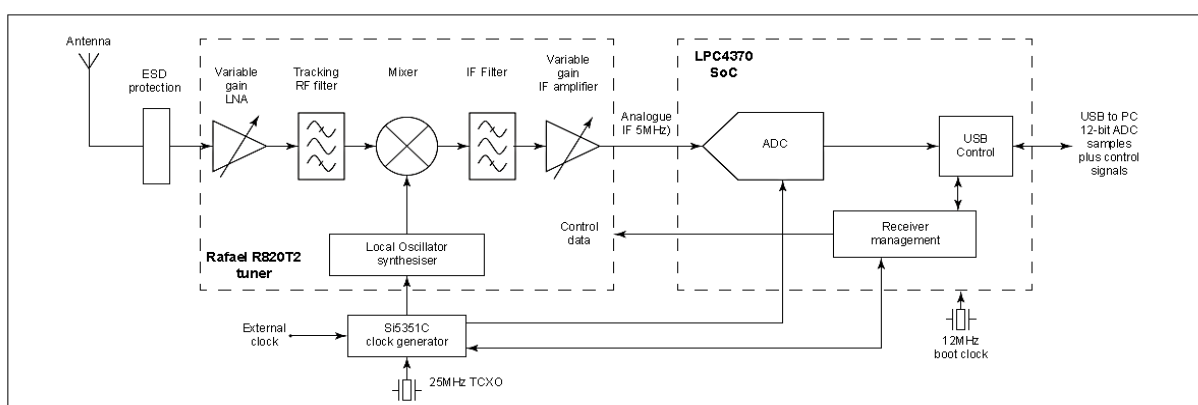 Antenna
ESD
protection
Variable
gain
LNA
Tracking
RF filter
Mixer
IF Filter
Variable
gain
IF amplifier
Analogue
IF 5MHz)
LPC4370
SoC
ADC
USB
Control
USB to PC
12-bit ADC
samples
plus control
signals
Control
data
Receiver
management
Local Oscillator
synthesiser
Rafael R820T2
tuner
External
clock
Si5351C
clock generator
25MHz TCXO
12MHz
boot clock